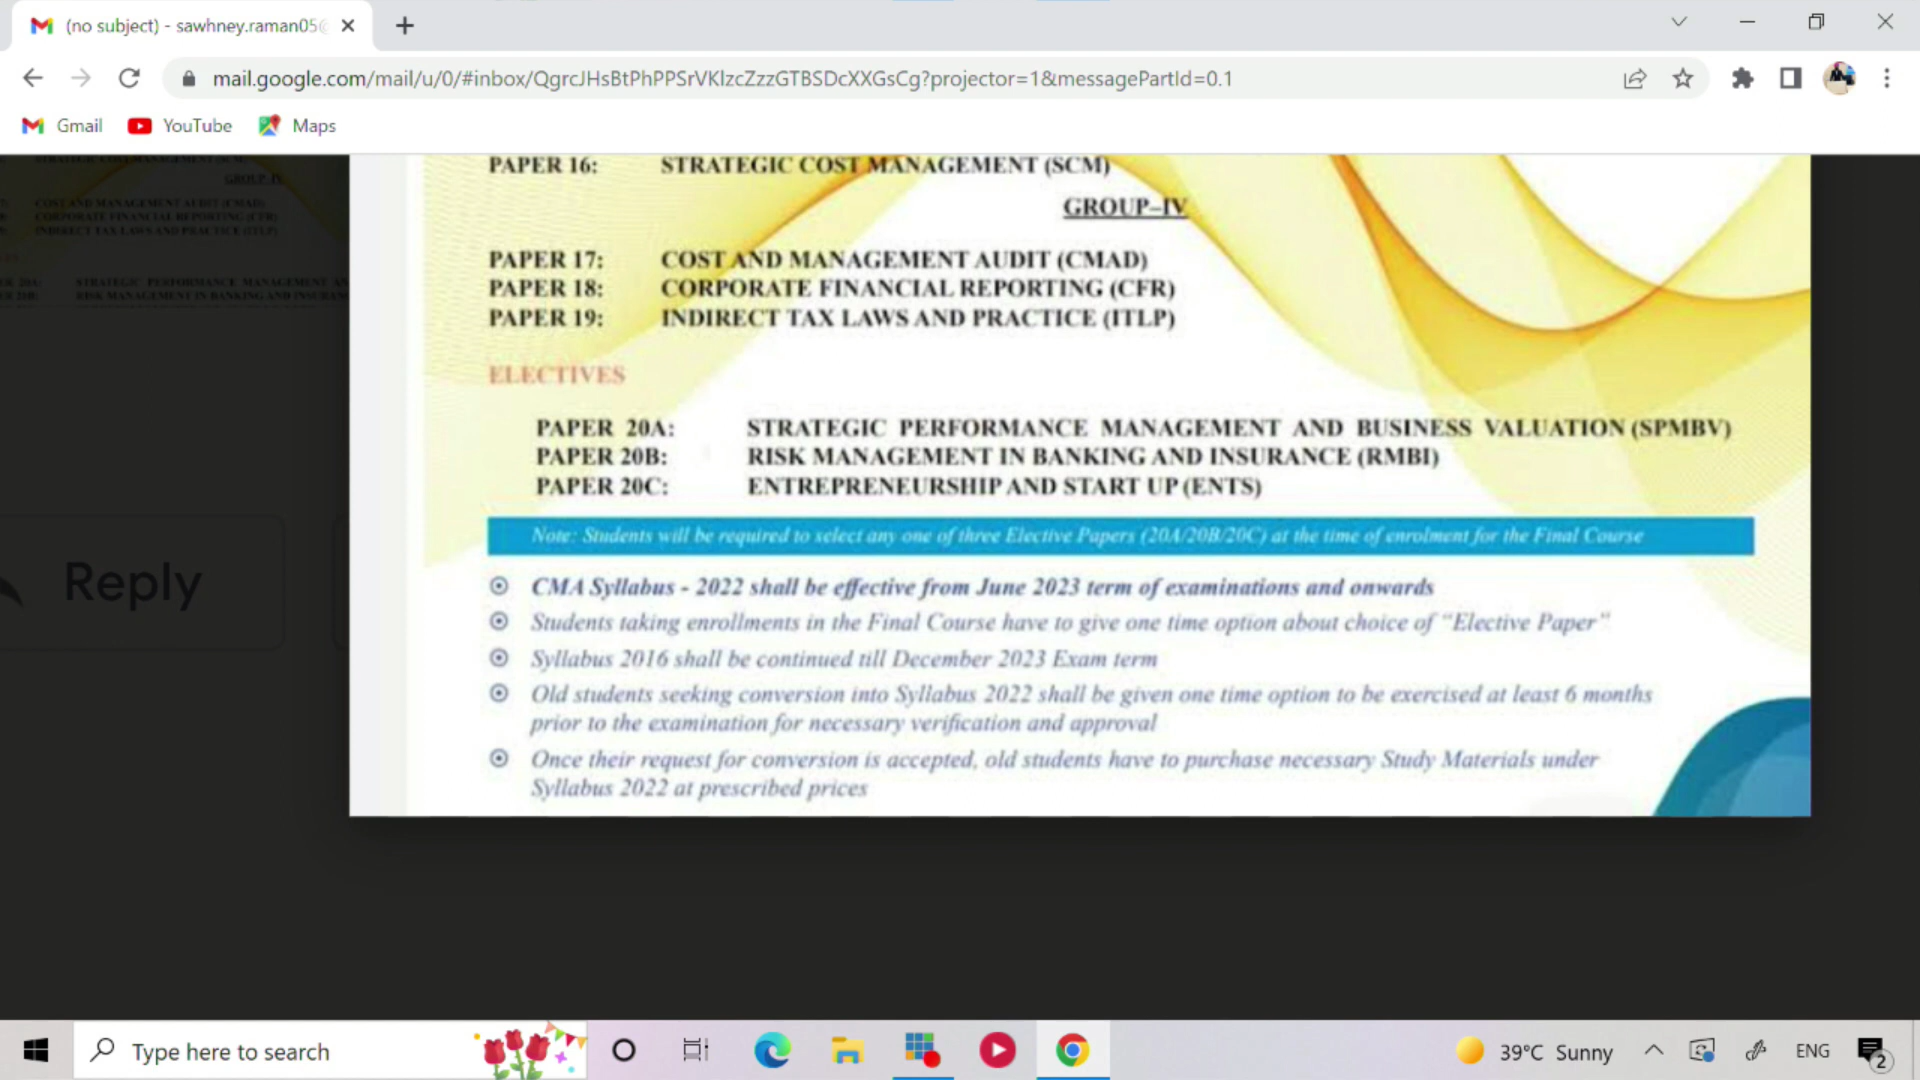 (no subject) - sawhney.raman05
mail.google.com/mail/u/0/#inbox/QgrcJHsBtPhPPSrVKlzcZzzGTBSDcXXGsCg?projector=1&messagePartId=0.1
Gmail YouTube Maps
PAPER 16: STRATEGIC COST MANAGEMENT (SCM)
GROUP–IV
PAPER 17: COST AND MANAGEMENT AUDIT (CMAD)
PAPER 18: CORPORATE FINANCIAL REPORTING (CFR)
PAPER 19: INDIRECT TAX LAWS AND PRACTICE (ITLP)
ELECTIVES
PAPER 20A: STRATEGIC PERFORMANCE MANAGEMENT AND BUSINESS VALUATION (SPMBV)
PAPER 20B: RISK MANAGEMENT IN BANKING AND INSURANCE (RMBI)
PAPER 20C: ENTREPRENEURSHIP AND START UP (ENTS)
Note: Students will be required to select any one of three Elective Papers (20A/20B/20C) at the time of enrolment for the Final Course
CMA Syllabus - 2022 shall be effective from June 2023 term of examinations and onwards
Students taking enrollments in the Final Course have to give one time option about choice of "Elective Paper"
Syllabus 2016 shall be continued till December 2023 Exam term
Old students seeking conversion into Syllabus 2022 shall be given one time option to be exercised at least 6 months
prior to the examination for necessary verification and approval
Once their request for conversion is accepted, old students have to purchase necessary Study Materials under
Syllabus 2022 at prescribed prices
Reply
Type here to search
39°C Sunny
ENG
2